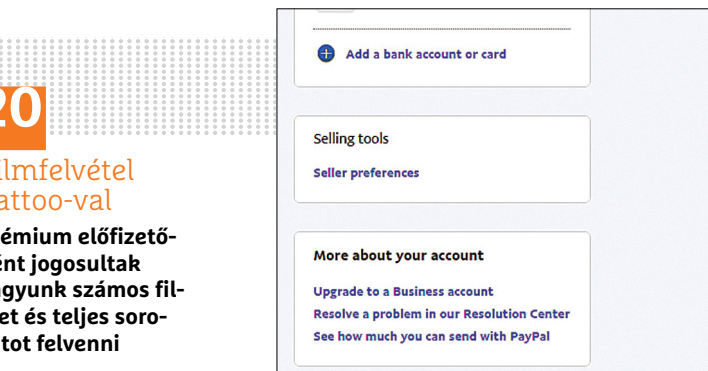 20
ilmfelvétel
attoo-val
émium előfizető-
ént jogosultak
agyunk számos fil-
et és teljes soro-
tot felvenni
Add a bank account or card
Selling tools
Seller preferences
More about your account
Upgrade to a Business account
Resolve a problem in our Resolution Center
See how much you can send with PayPal